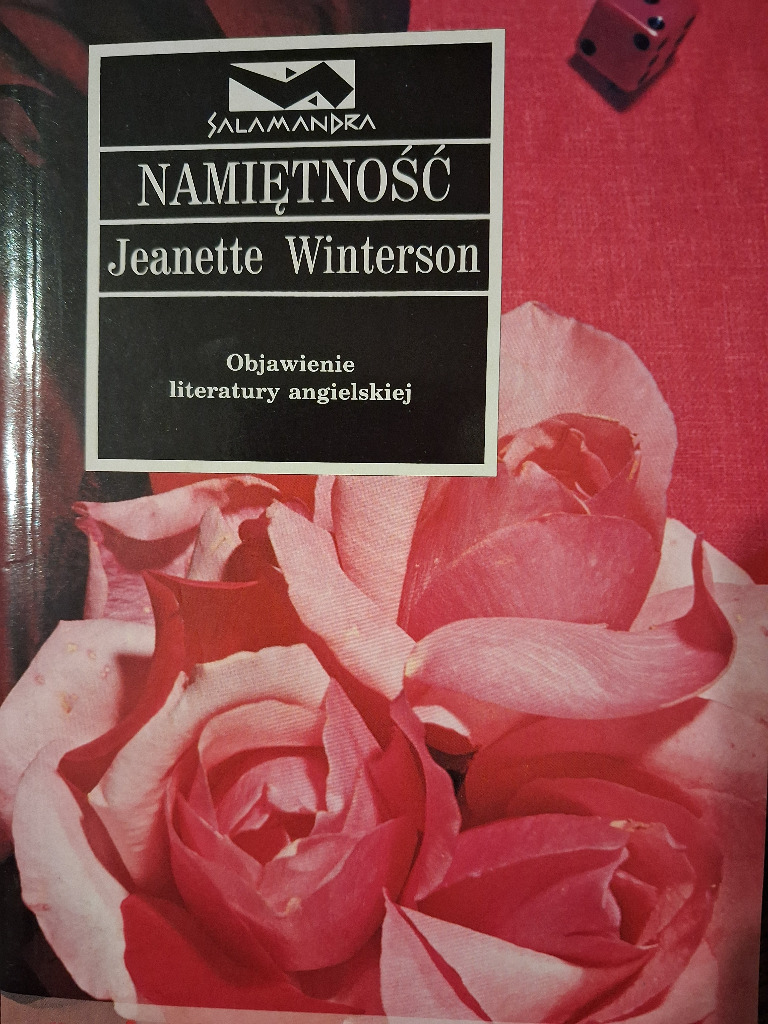 SALAMANDRA
NAMIĘTNOŚĆ
Jeanette Winterson
Objawienie
literatury angielskiej